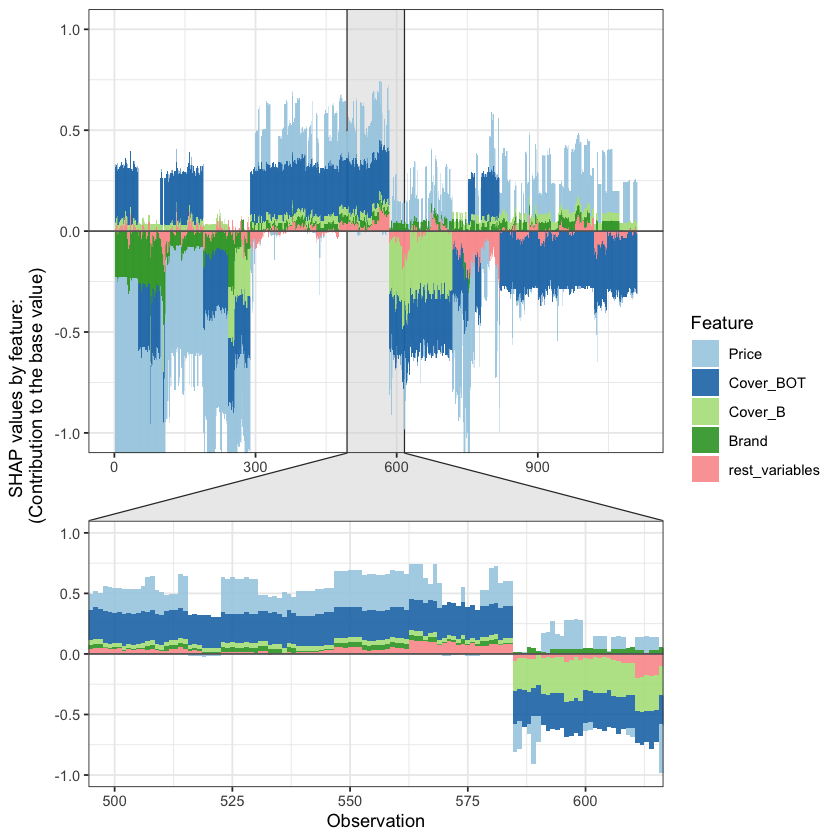 SHAP values by feature:
(Contribution to the base value)
1.0
0.5
0.0
-0.5
-1.0
0
300
600
900
Feature
Price
Cover_BOT
Cover_B
Brand
rest_variables
1.0
0.5
0.0
-0.5
-1.0
500
525
550
575
600
Observation